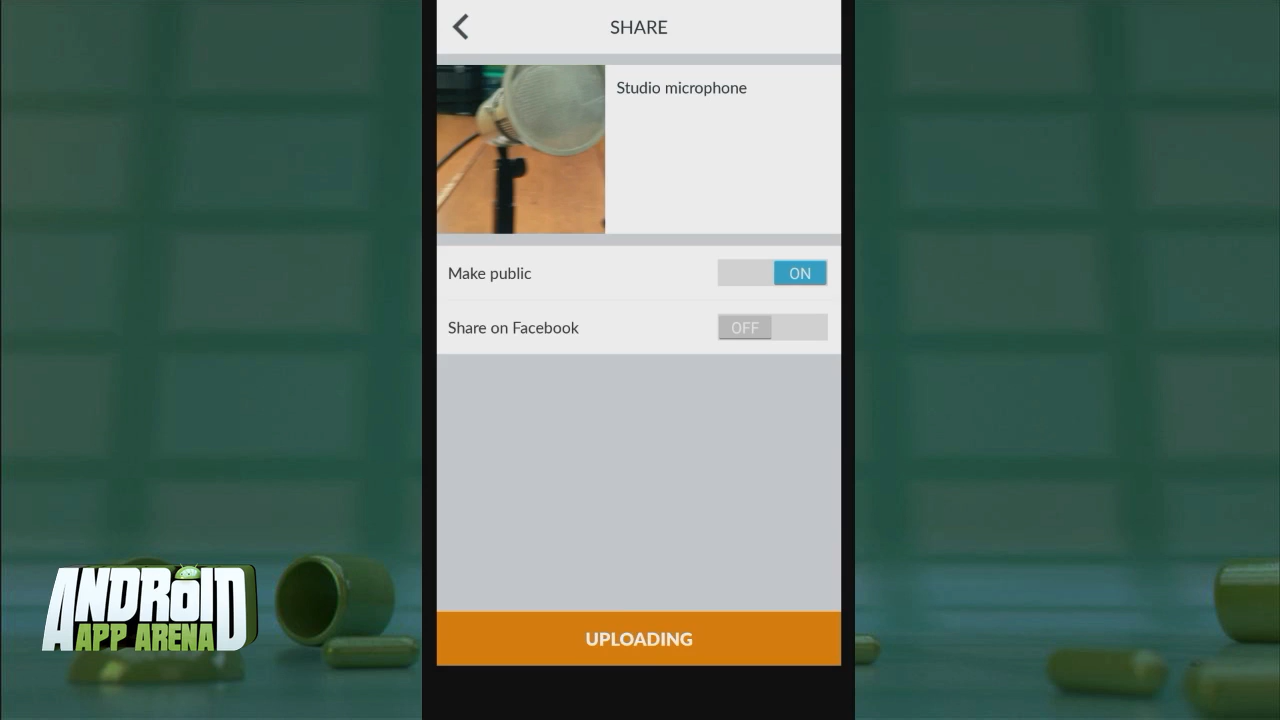 SHARE
Studio microphone
Make public
ON
Share on Facebook
OFF
UPLOADING
ANDROID
APP ARENA